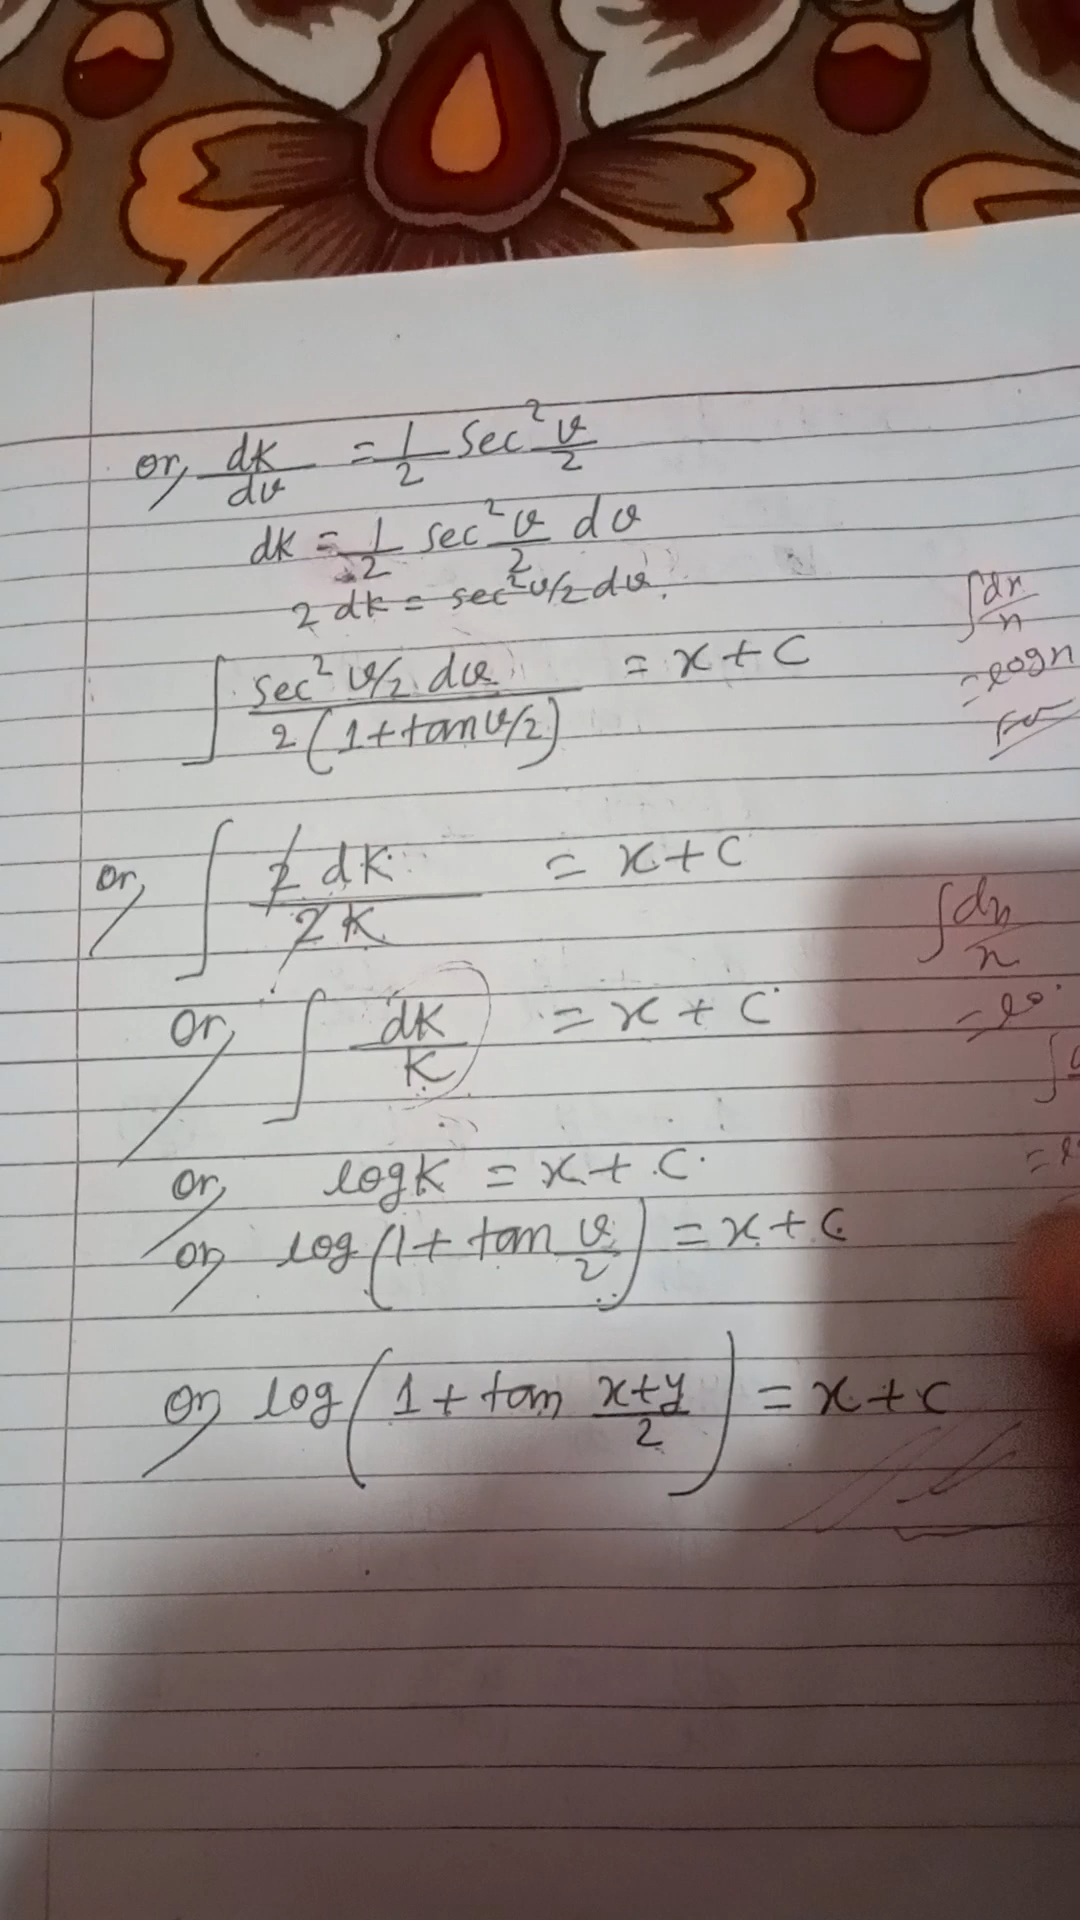 or, dk/dv = 1/2 sec² v/2
dk = 1/2 sec² v/2 dv
2 dk = sec² v/2 dv.
∫ sec² v/2 dv / 2(1+tan v/2) = x + c
∫ dx/x
= log x
or, ∫ 2 dk / 2k = x + c
∫ dx/x
or, ∫ dk/k = x + c
or, log k = x + c
or, log(1 + tan v/2) = x + c
or, log(1 + tan x+y/2) = x + c